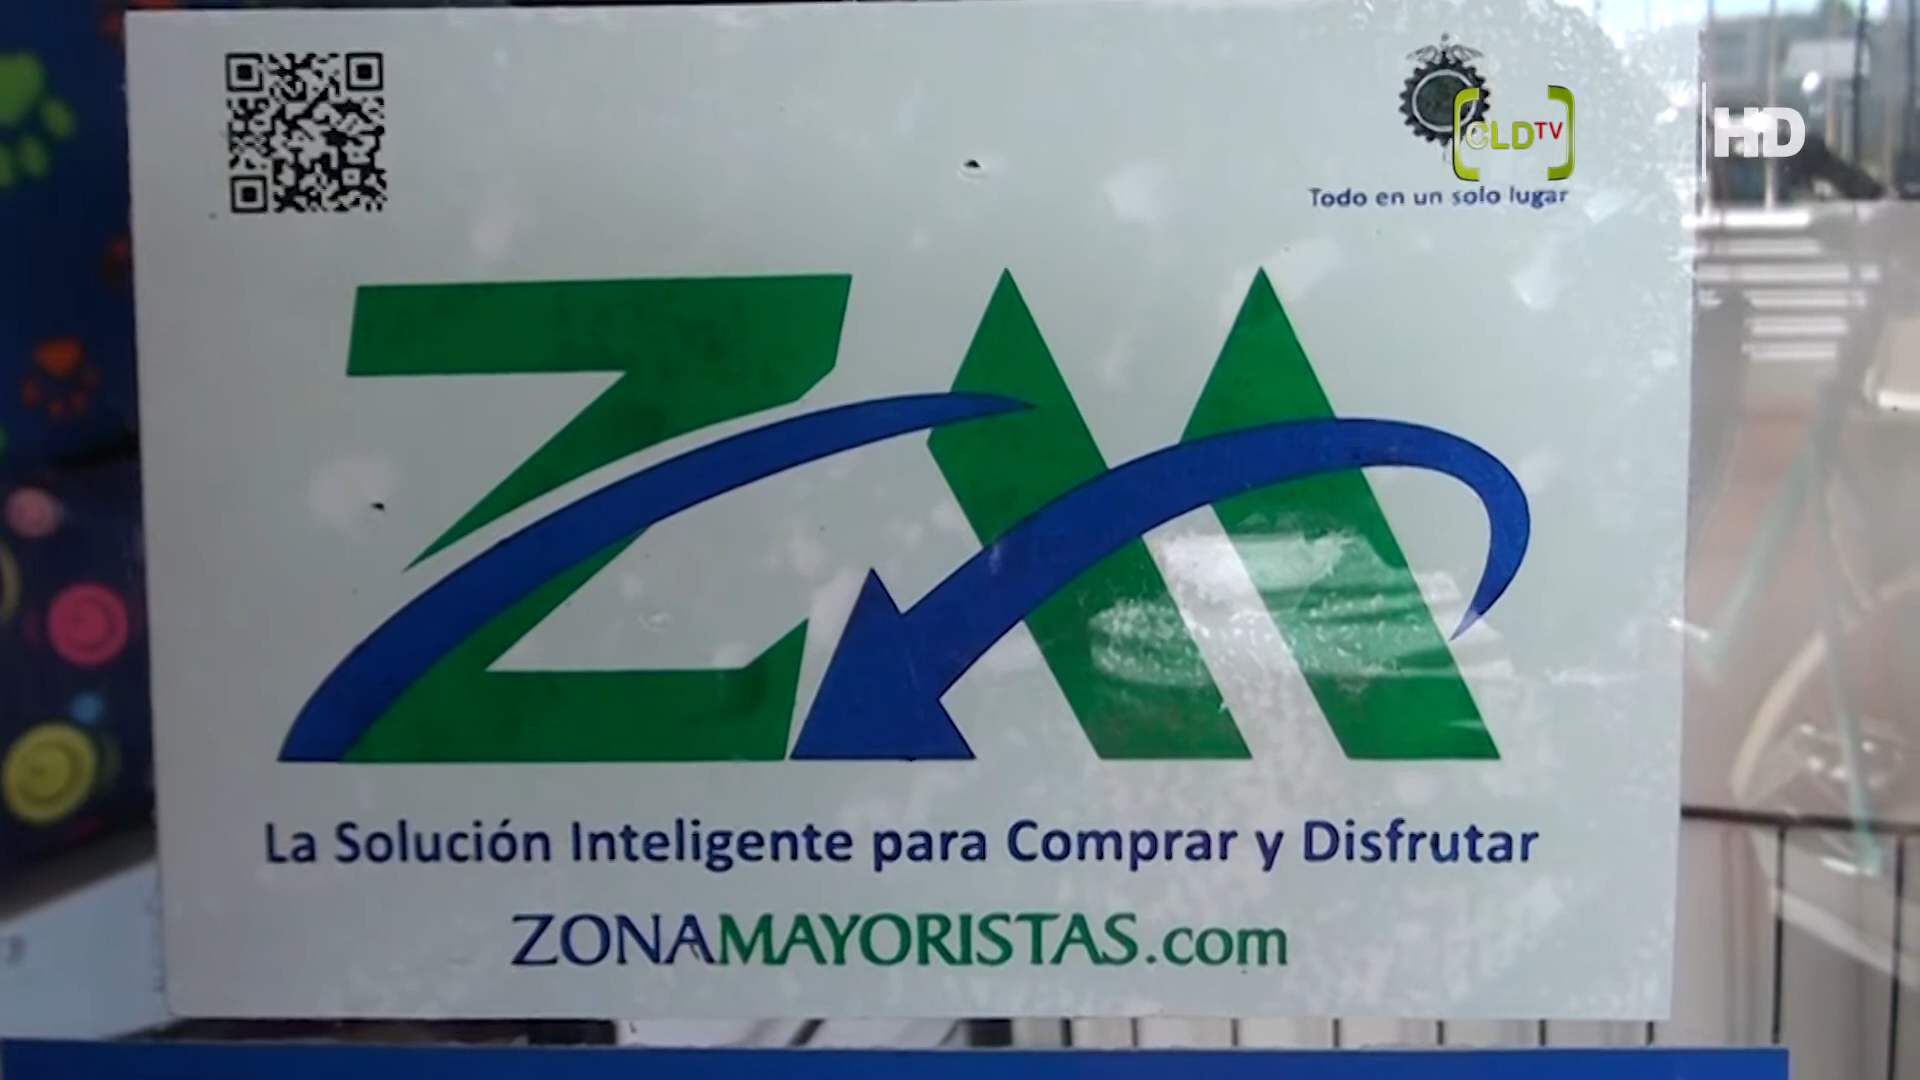 CLDTV
HD
Todo en un solo lugar
ZM
La Solución Inteligente para Comprar y Disfrutar
ZONAMAYORISTAS.com